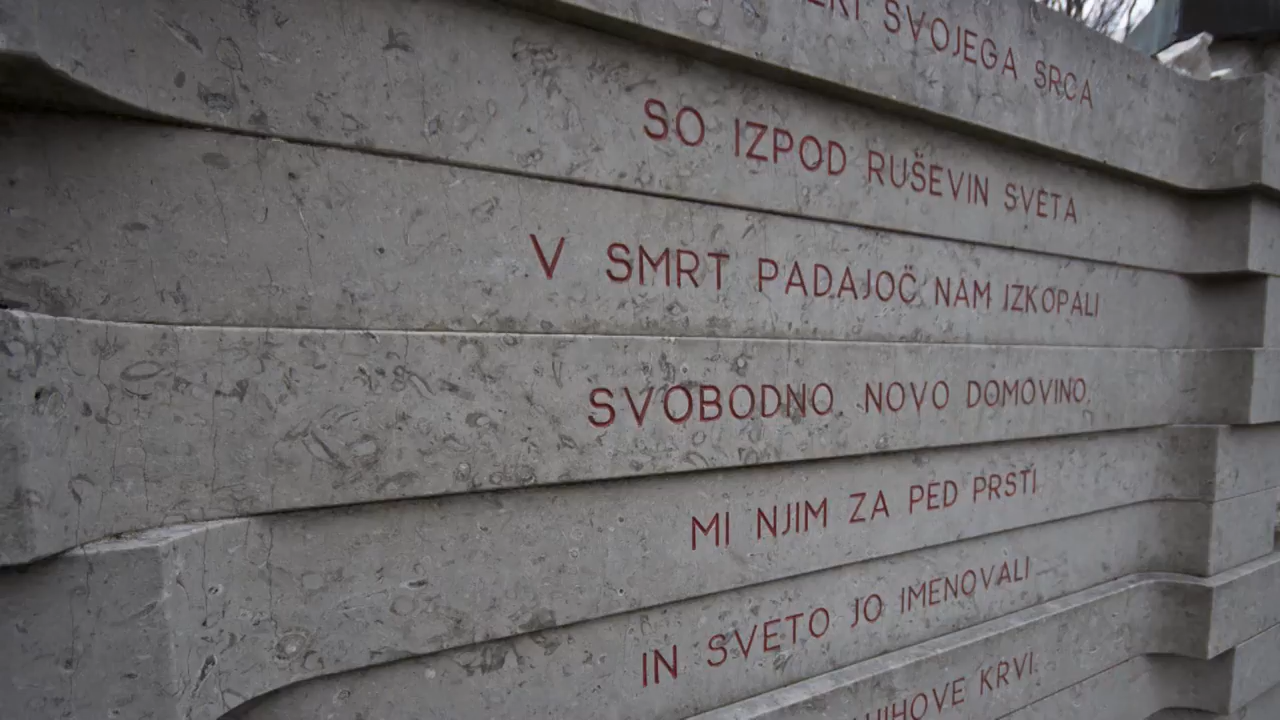 SVOJEGA SRCA
SO IZPOD RUŠEVIN SVETA
V SMRT PADAJOČ NAM IZKOPALI
SVOBODNO NOVO DOMOVINO.
MI NJIM ZA PED PRSTI
IN SVETO JO IMENOVALI
KRVI.